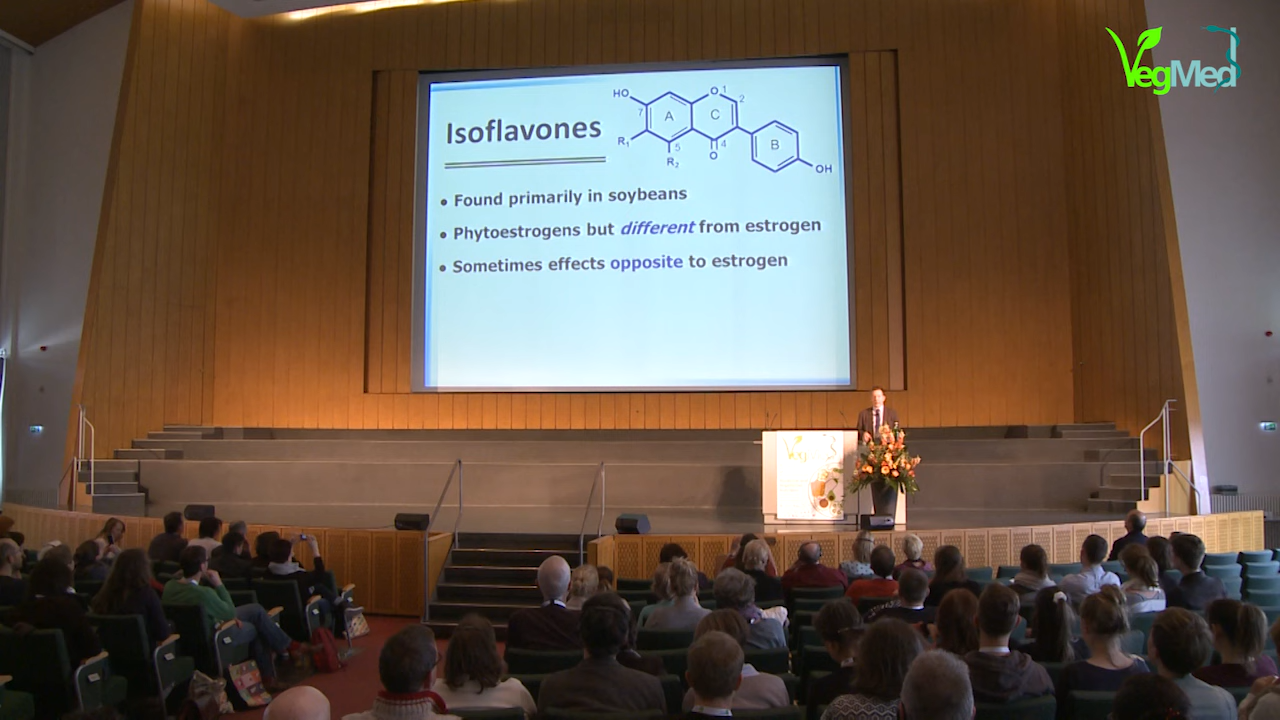 VegMed
Isoflavones
HO
O
1
2
7
A
C
R1
5
4
B
R2
O
OH
• Found primarily in soybeans
• Phytoestrogens but different from estrogen
• Sometimes effects opposite to estrogen